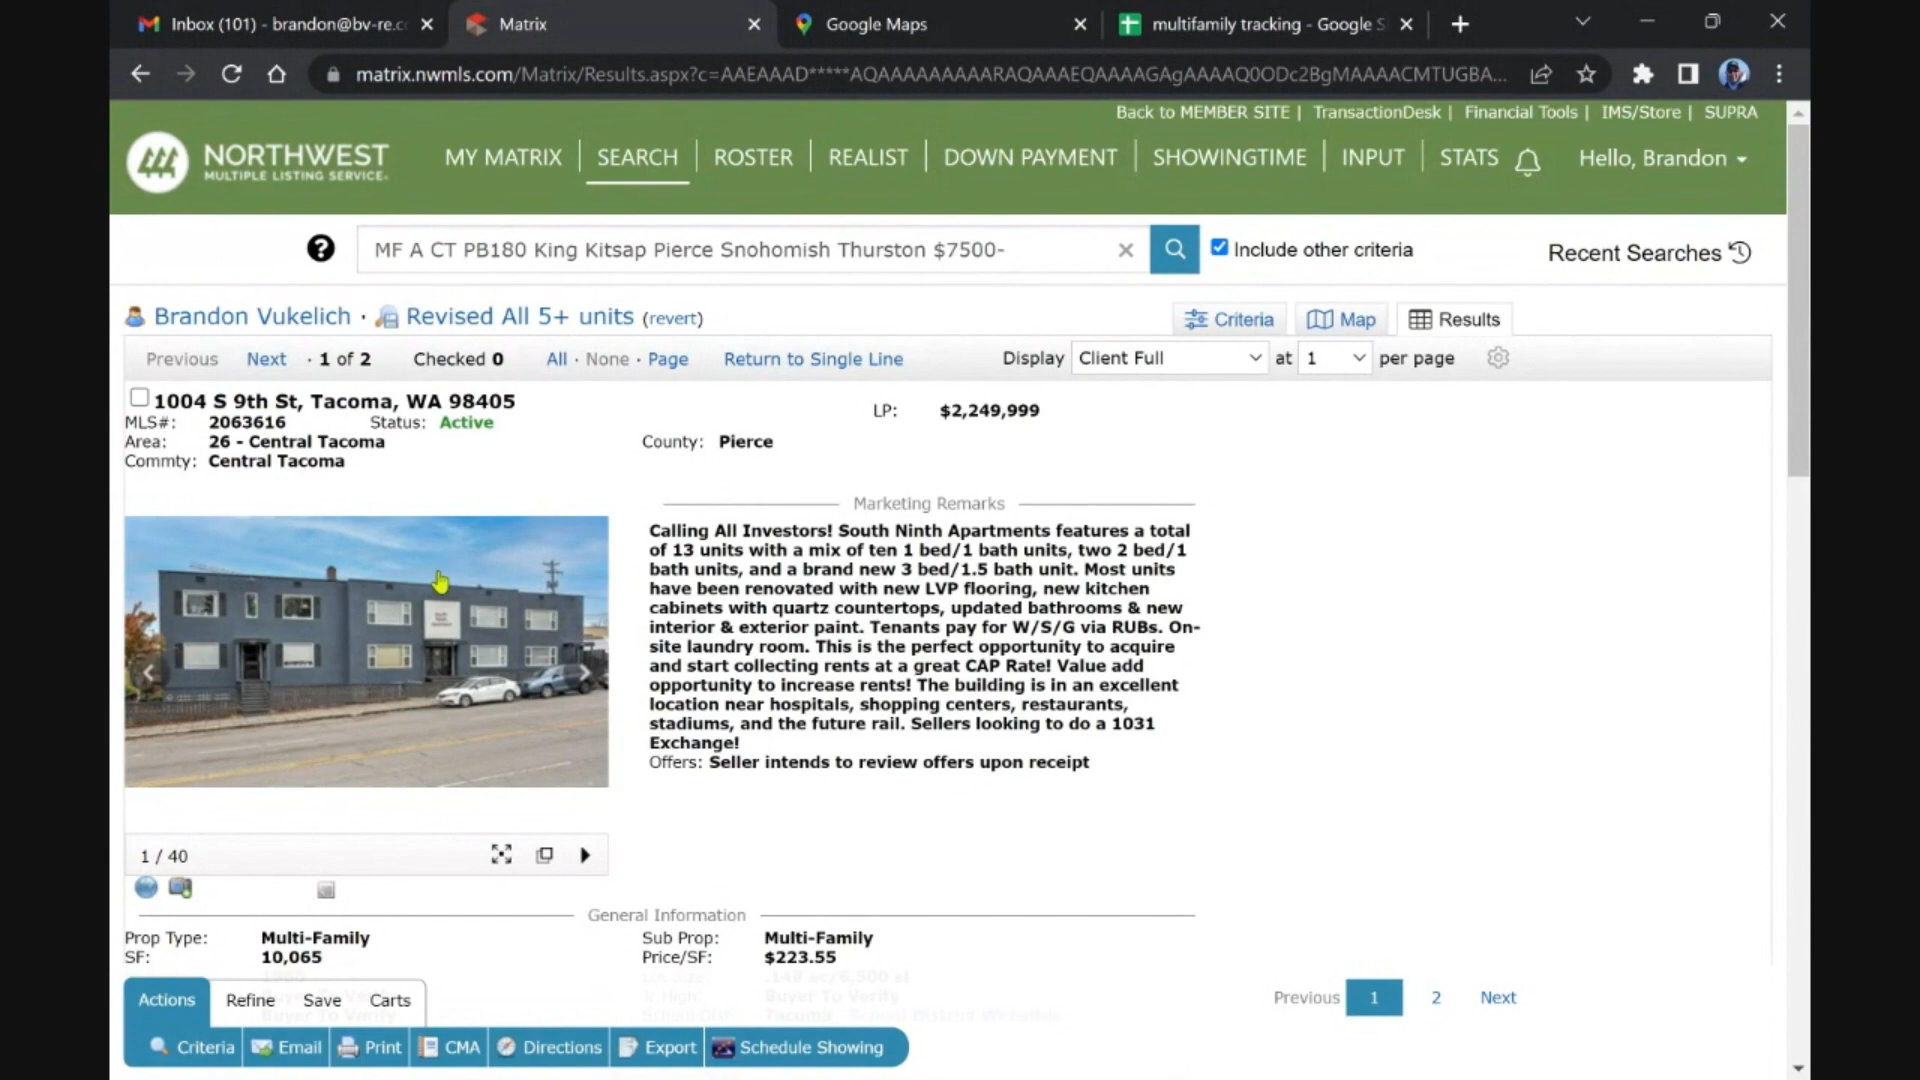 Inbox (101) - brandon@bv-re.c
Matrix
Google Maps
multifamily tracking - Google S
matrix.nwmls.com/Matrix/Results.aspx?c=AAEAAAD*****AQAAAAAAAAARAQAAAEQAAAAGAgAAAAQ0ODc2BgMAAAACMTUGBA...
Back to MEMBER SITE | TransactionDesk | Financial Tools | IMS/Store | SUPRA
NORTHWEST
MULTIPLE LISTING SERVICE
MY MATRIX | SEARCH | ROSTER | REALIST | DOWN PAYMENT | SHOWINGTIME | INPUT | STATS
Hello, Brandon
MF A CT PB180 King Kitsap Pierce Snohomish Thurston $7500-
Include other criteria
Recent Searches
Brandon Vukelich · Revised All 5+ units (revert)
Criteria
Map
Results
Previous Next · 1 of 2 Checked 0 All · None · Page Return to Single Line Display Client Full at 1 per page
1004 S 9th St, Tacoma, WA 98405
LP: $2,249,999
MLS#: 2063616 Status: Active
Area: 26 - Central Tacoma County: Pierce
Commty: Central Tacoma
Marketing Remarks
Calling All Investors! South Ninth Apartments features a total
of 13 units with a mix of ten 1 bed/1 bath units, two 2 bed/1
bath units, and a brand new 3 bed/1.5 bath unit. Most units
have been renovated with new LVP flooring, new kitchen
cabinets with quartz countertops, updated bathrooms & new
interior & exterior paint. Tenants pay for W/S/G via RUBs. On-
site laundry room. This is the perfect opportunity to acquire
and start collecting rents at a great CAP Rate! Value add
opportunity to increase rents! The building is in an excellent
location near hospitals, shopping centers, restaurants,
stadiums, and the future rail. Sellers looking to do a 1031
Exchange!
Offers: Seller intends to review offers upon receipt
1 / 40
General Information
Prop Type: Multi-Family Sub Prop: Multi-Family
SF: 10,065 Price/SF: $223.55
Buyer To Verify
Actions Refine Save Carts
Previous 1 2 Next
Criteria Email Print CMA Directions Export Schedule Showing